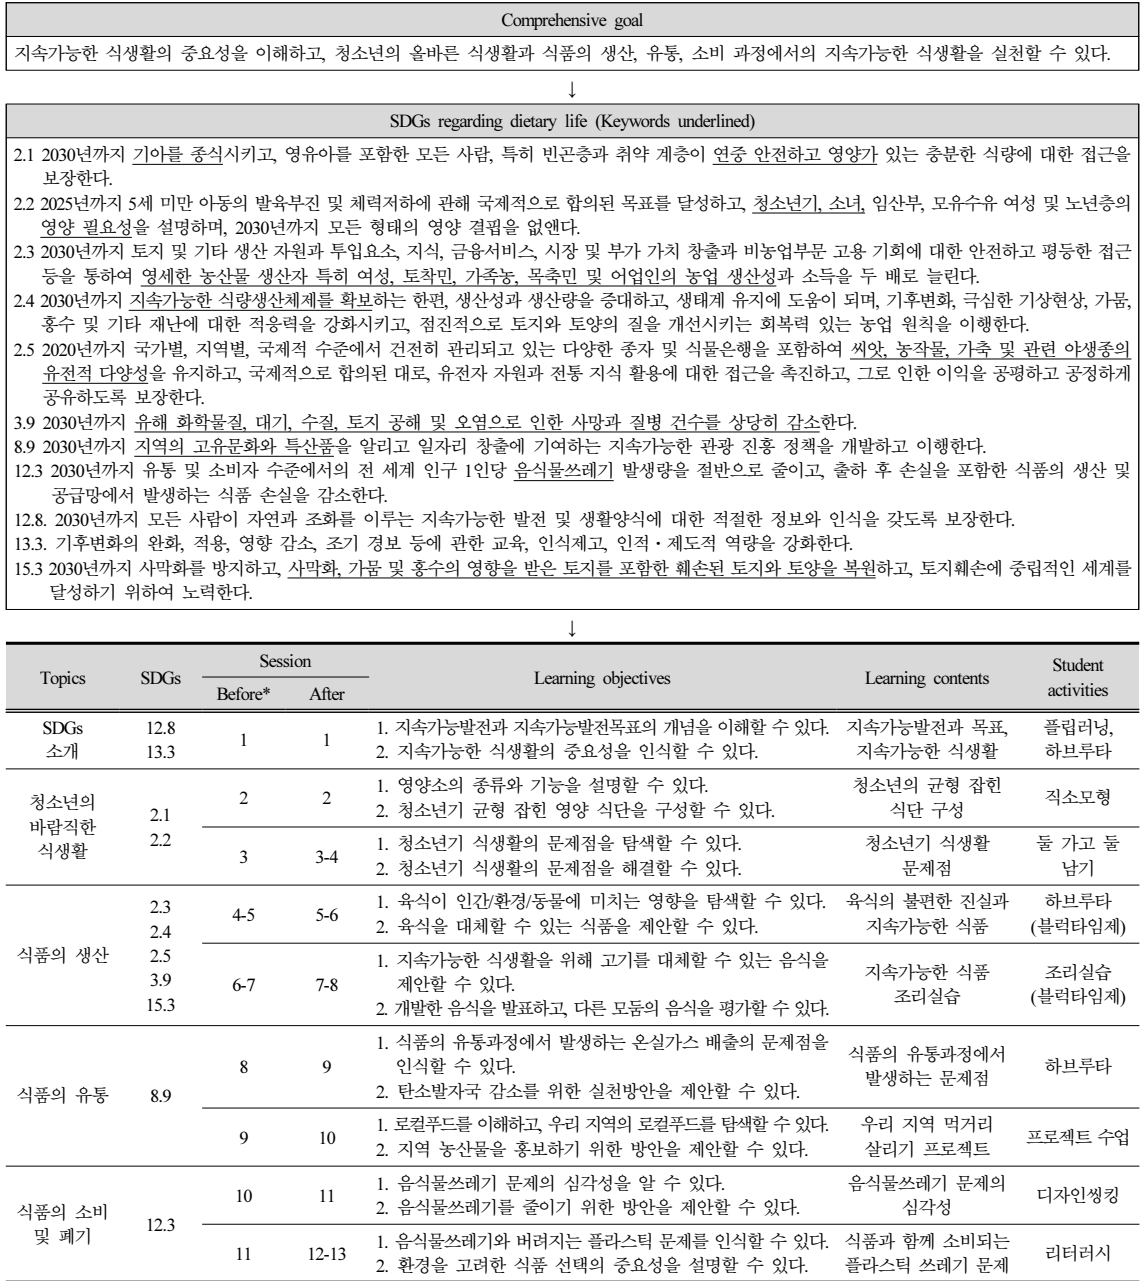 Comprehensive goal
지속가능한 식생활의 중요성을 이해하고, 청소년의 올바른 식생활과 식품의 생산, 유통, 소비 과정에서의 지속가능한 식생활을 실천할 수 있다.
↓
SDGs regarding dietary life (Keywords underlined)
2.1 2030년까지 기아를 종식시키고, 영유아를 포함한 모든 사람, 특히 빈곤층과 취약 계층이 연중 안전하고 영양가 있는 충분한 식량에 대한 접근을
보장한다.
2.2 2025년까지 5세 미만 아동의 발육부진 및 체력저하에 관해 국제적으로 합의된 목표를 달성하고, 청소년기, 소녀, 임산부, 모유수유 여성 및 노년층의
영양 필요성을 설명하며, 2030년까지 모든 형태의 영양 결핍을 없앤다.
2.3 2030년까지 토지 및 기타 생산 자원과 투입요소, 지식, 금융서비스, 시장 및 부가 가치 창출과 비농업부문 고용 기회에 대한 안전하고 평등한 접근
등을 통하여 영세한 농산물 생산자 특히 여성, 토착민, 가족농, 목축민 및 어업인의 농업 생산성과 소득을 두 배로 늘린다.
2.4 2030년까지 지속가능한 식량생산체제를 확보하는 한편, 생산성과 생산량을 증대하고, 생태계 유지에 도움이 되며, 기후변화, 극심한 기상현상, 가뭄,
홍수 및 기타 재난에 대한 적응력을 강화시키고, 점진적으로 토지와 토양의 질을 개선시키는 회복력 있는 농업 원칙을 이행한다.
2.5 2020년까지 국가별, 지역별, 국제적 수준에서 건전히 관리되고 있는 다양한 종자 및 식물은행을 포함하여 씨앗, 농작물, 가축 및 관련 야생종의
유전적 다양성을 유지하고, 국제적으로 합의된 대로, 유전자 자원과 전통 지식 활용에 대한 접근을 촉진하고, 그로 인한 이익을 공평하고 공정하게
공유하도록 보장한다.
3.9 2030년까지 유해 화학물질, 대기, 수질, 토지 공해 및 오염으로 인한 사망과 질병 건수를 상당히 감소한다.
8.9 2030년까지 지역의 고유문화와 특산품을 알리고 일자리 창출에 기여하는 지속가능한 관광 진흥 정책을 개발하고 이행한다.
12.3 2030년까지 유통 및 소비자 수준에서의 전 세계 인구 1인당 음식물쓰레기 발생량을 절반으로 줄이고, 출하 후 손실을 포함한 식품의 생산 및
공급망에서 발생하는 식품 손실을 감소한다.
12.8. 2030년까지 모든 사람이 자연과 조화를 이루는 지속가능한 발전 및 생활양식에 대한 적절한 정보와 인식을 갖도록 보장한다.
13.3. 기후변화의 완화, 적용, 영향 감소, 조기 경보 등에 관한 교육, 인식제고, 인적・제도적 역량을 강화한다.
15.3 2030년까지 사막화를 방지하고, 사막화, 가뭄 및 홍수의 영향을 받은 토지를 포함한 훼손된 토지와 토양을 복원하고, 토지훼손에 중립적인 세계를
달성하기 위하여 노력한다.
↓
Topics SDGs Session Learning objectives Learning contents Student activities
Before* After
SDGs 소개 12.8 13.3 1 1 1. 지속가능발전과 지속가능발전목표의 개념을 이해할 수 있다. 지속가능발전과 목표, 플립러닝,
2. 지속가능한 식생활의 중요성을 인식할 수 있다. 지속가능한 식생활 하브루타
청소년의 바람직한 식생활 2.1 2.2 2 2 1. 영양소의 종류와 기능을 설명할 수 있다. 청소년의 균형 잡힌 직소모형
2. 청소년기 균형 잡힌 영양 식단을 구성할 수 있다. 식단 구성
3 3-4 1. 청소년기 식생활의 문제점을 탐색할 수 있다. 청소년기 식생활 둘 가고 둘
2. 청소년기 식생활의 문제점을 해결할 수 있다. 문제점 남기
식품의 생산 2.3 2.4 2.5 3.9 15.3 4-5 5-6 1. 육식이 인간/환경/동물에 미치는 영향을 탐색할 수 있다. 육식의 불편한 진실과 하브루타
2. 육식을 대체할 수 있는 식품을 제안할 수 있다. 지속가능한 식품 (블럭타임제)
6-7 7-8 1. 지속가능한 식생활을 위해 고기를 대체할 수 있는 음식을
제안할 수 있다. 지속가능한 식품 조리실습
2. 개발한 음식을 발표하고, 다른 모둠의 음식을 평가할 수 있다. 조리실습 (블럭타임제)
식품의 유통 8.9 8 9 1. 식품의 유통과정에서 발생하는 온실가스 배출의 문제점을
인식할 수 있다. 식품의 유통과정에서 하브루타
2. 탄소발자국 감소를 위한 실천방안을 제안할 수 있다. 발생하는 문제점
9 10 1. 로컬푸드를 이해하고, 우리 지역의 로컬푸드를 탐색할 수 있다. 우리 지역 먹거리 프로젝트 수업
2. 지역 농산물을 홍보하기 위한 방안을 제안할 수 있다. 살리기 프로젝트
식품의 소비 및 폐기 12.3 10 11 1. 음식물쓰레기 문제의 심각성을 알 수 있다. 음식물쓰레기 문제의 디자인씽킹
2. 음식물쓰레기를 줄이기 위한 방안을 제안할 수 있다. 심각성
11 12-13 1. 음식물쓰레기와 버려지는 플라스틱 문제를 인식할 수 있다. 식품과 함께 소비되는 리터러시
2. 환경을 고려한 식품 선택의 중요성을 설명할 수 있다. 플라스틱 쓰레기 문제